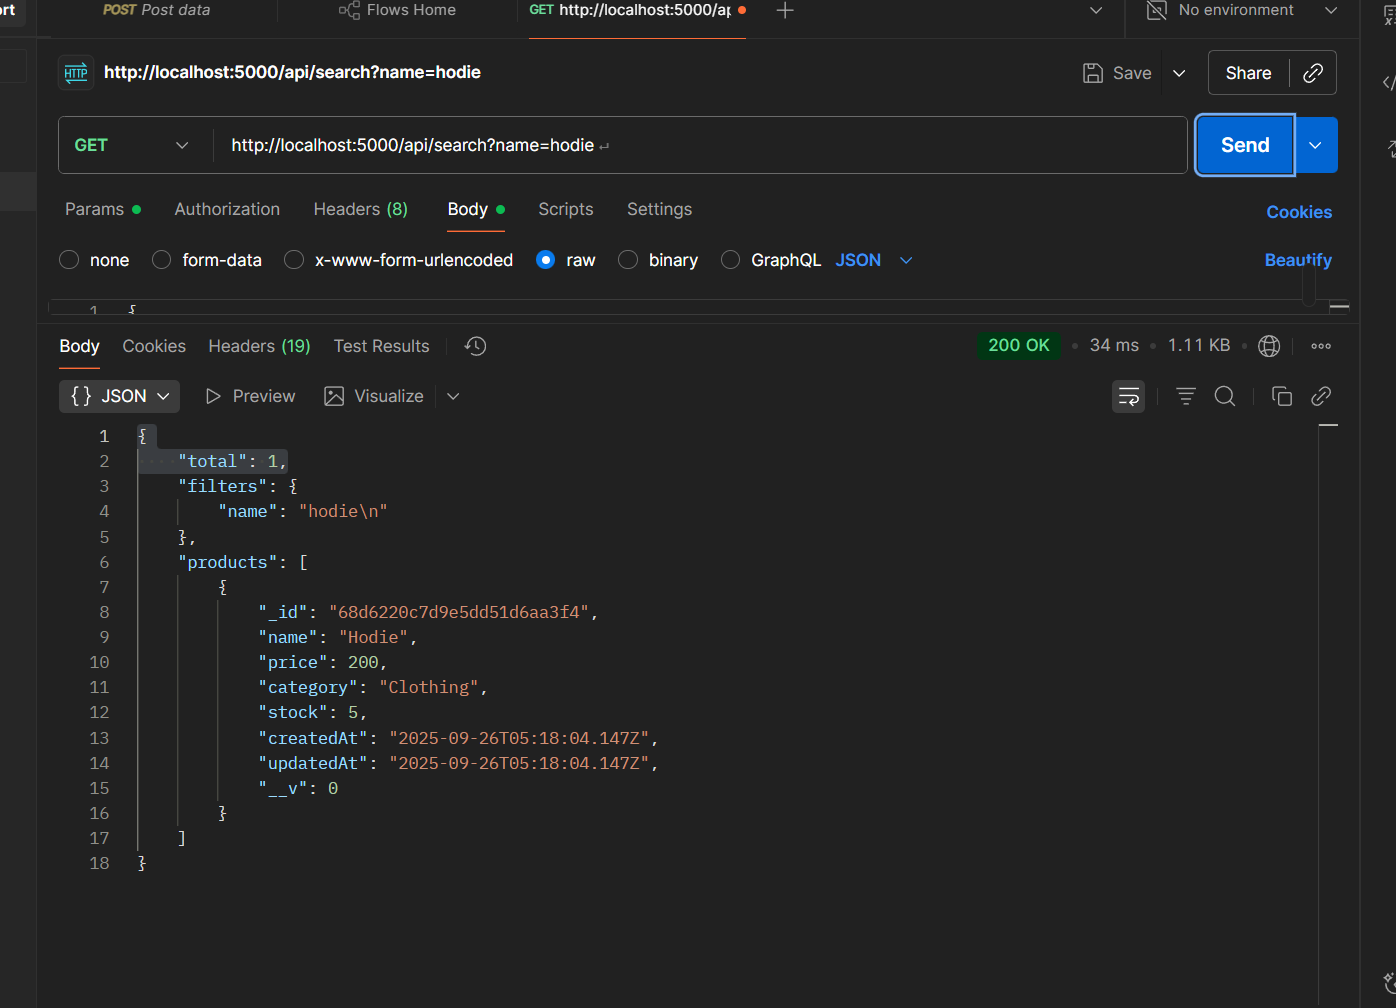 ort
POST Post data
Flows Home
GET http://localhost:5000/ap
No environment
HTTP http://localhost:5000/api/search?name=hodie
Save
Share
GET
http://localhost:5000/api/search?name=hodie ↵
Send
Params
Authorization
Headers (8)
Body
Scripts
Settings
Cookies
none
form-data
x-www-form-urlencoded
raw
binary
GraphQL
JSON
Beautify
1 {
Body
Cookies
Headers (19)
Test Results
200 OK
34 ms
1.11 KB
{} JSON
Preview
Visualize
1 {
2 "total": 1,
3 "filters": {
4 "name": "hodie\n"
5 },
6 "products": [
7 {
8 "_id": "68d6220c7d9e5dd51d6aa3f4",
9 "name": "Hodie",
10 "price": 200,
11 "category": "Clothing",
12 "stock": 5,
13 "createdAt": "2025-09-26T05:18:04.147Z",
14 "updatedAt": "2025-09-26T05:18:04.147Z",
15 "__v": 0
16 }
17 ]
18 }